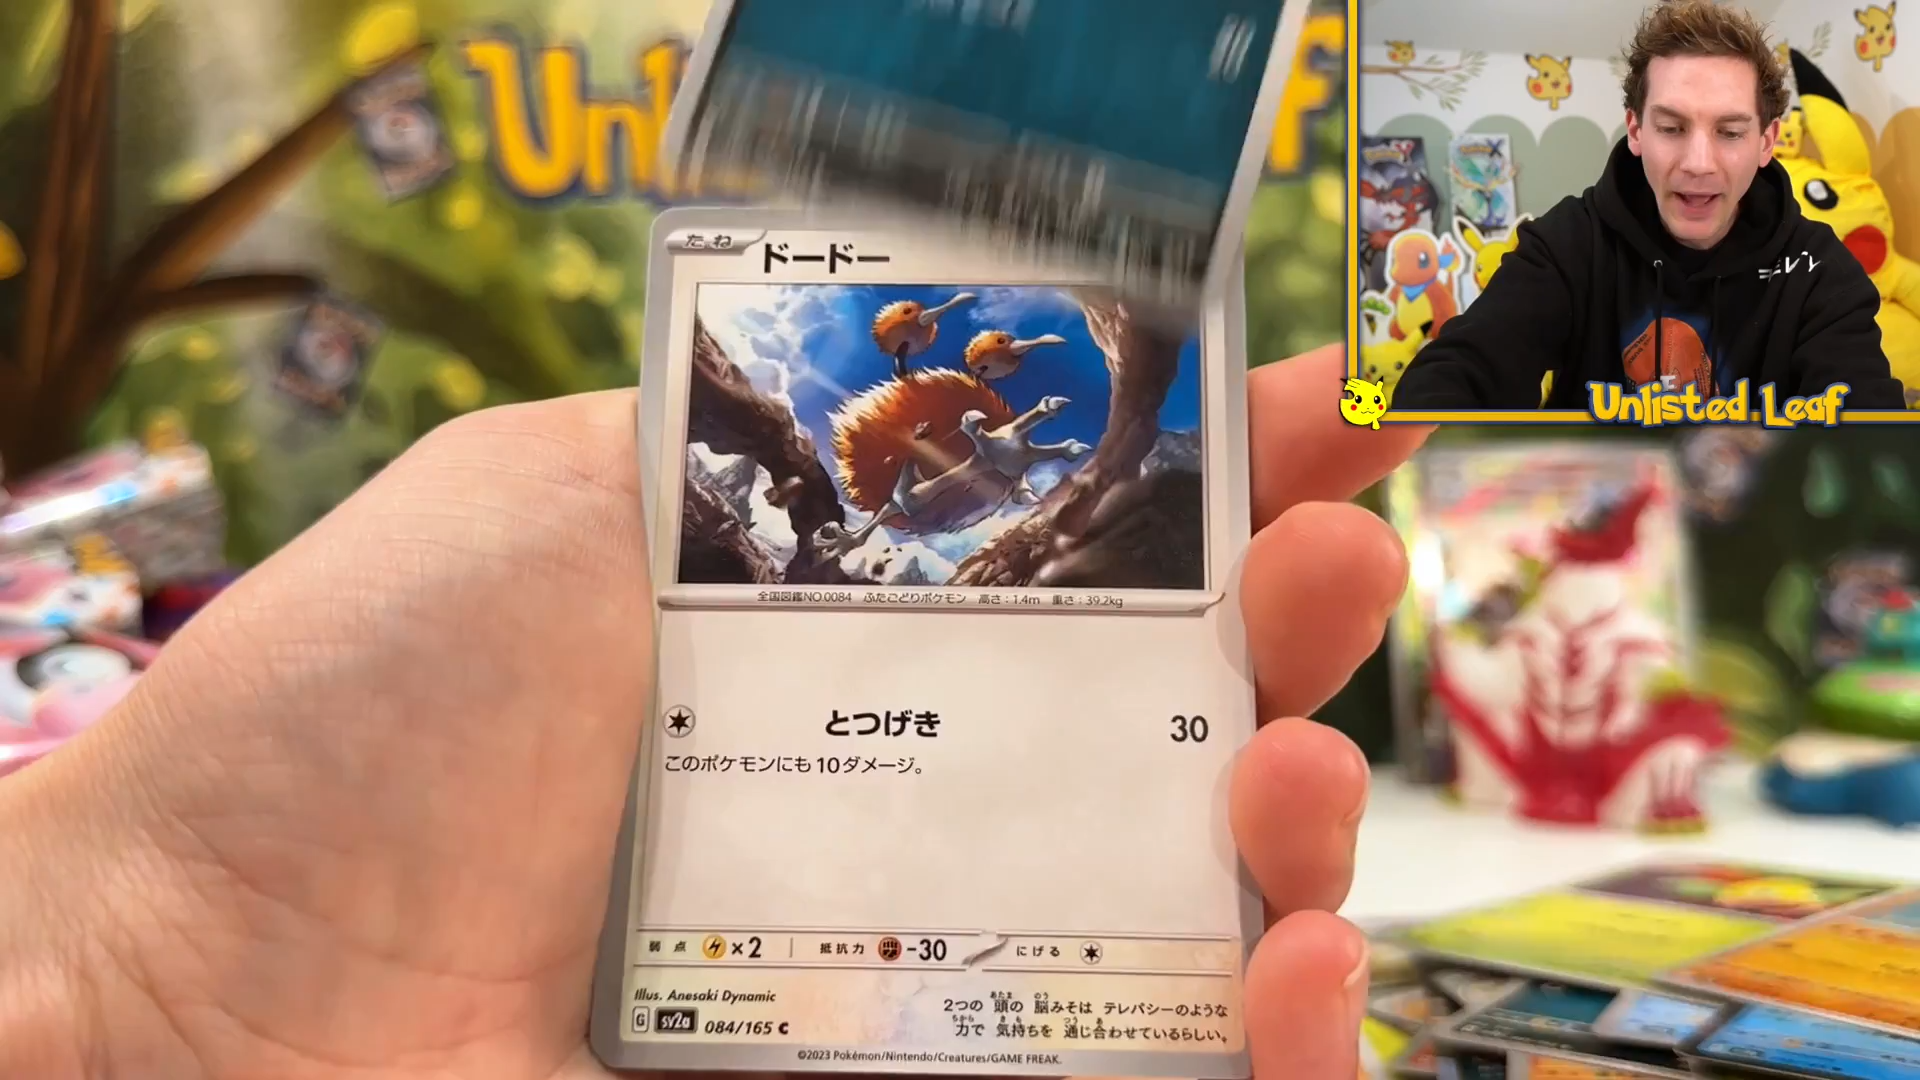 Unlisted Leaf
たね
ドードー
全国図鑑NO.0084 ふたごどりポケモン 高さ：1.4m 重さ：39.2kg
とつげき 30
このポケモンにも10ダメージ。
弱点 ×2 抵抗力 -30 にげる
Illus. Anesaki Dynamic
2つの頭の脳みそは テレパシーのような
力で 気持ちを 通じ合わせているらしい。
G sv2a 084/165 C
©2023 Pokémon/Nintendo/Creatures/GAME FREAK.